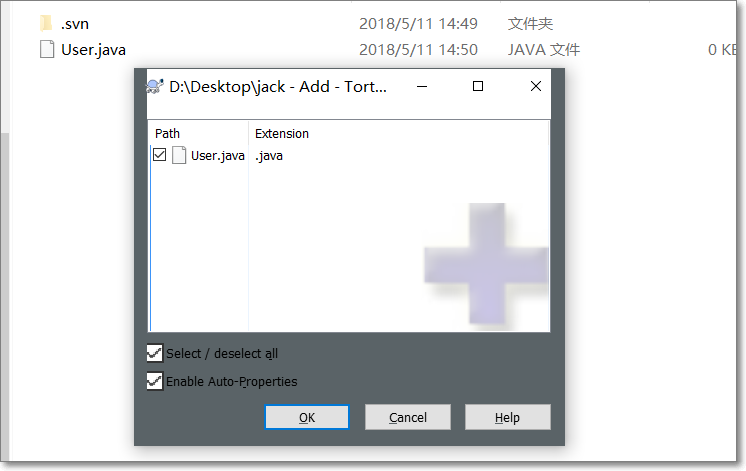 .svn 2018/5/11 14:49 文件夹
User.java 2018/5/11 14:50 JAVA 文件 0 KB
D:\Desktop\jack - Add - Tort...
Path Extension
User.java .java
Select / deselect all
Enable Auto-Properties
OK Cancel Help